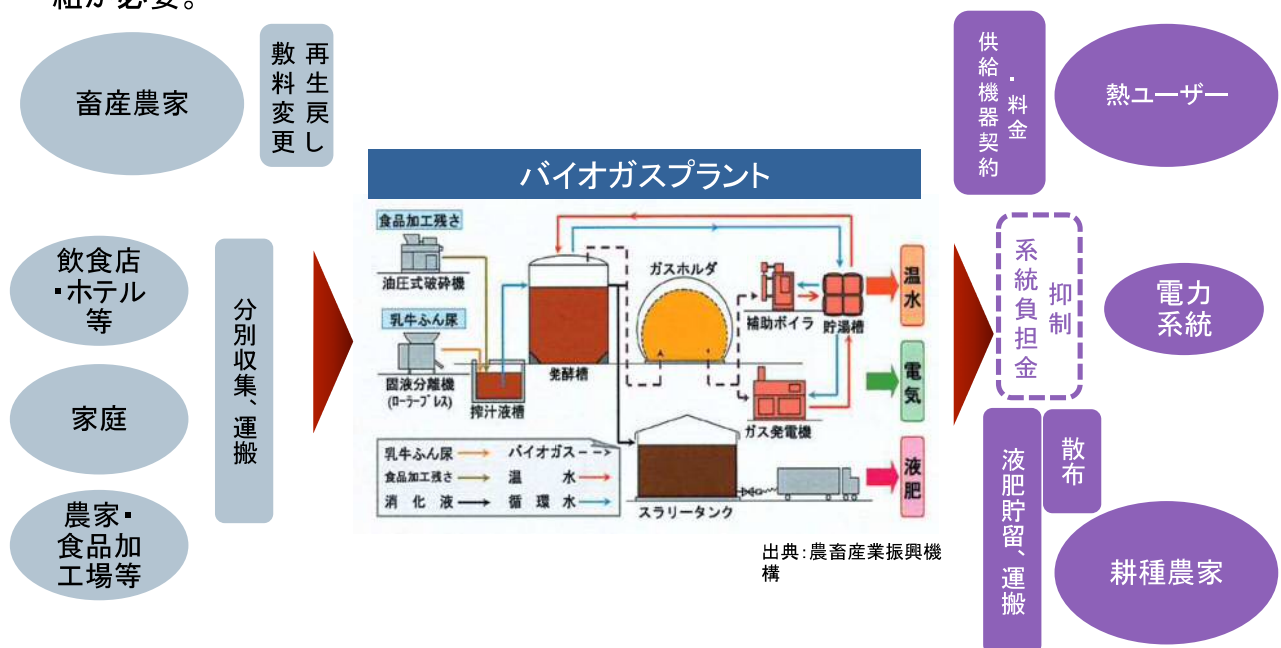 組が必要。
畜産農家
再生戻し
敷料変更
飲食店
・ホテル
等
家庭
農家・
食品加
工場等
分別収集、運搬
バイオガスプラント
食品加工残さ
油圧式破砕機
乳牛ふん尿
固液分離機
(ローラープレス)
搾汁液槽
発酵槽
ガスホルダ
補助ボイラ
貯湯槽
ガス発電機
スラリータンク
乳牛ふん尿
バイオガス
食品加工残さ
温水
消化液
循環水
温水
電気
液肥
出典:農畜産業振興機
構
・料金
供給機器契約
熱ユーザー
抑制
系統負担金
電力
系統
散布
液肥貯留、運搬
耕種農家